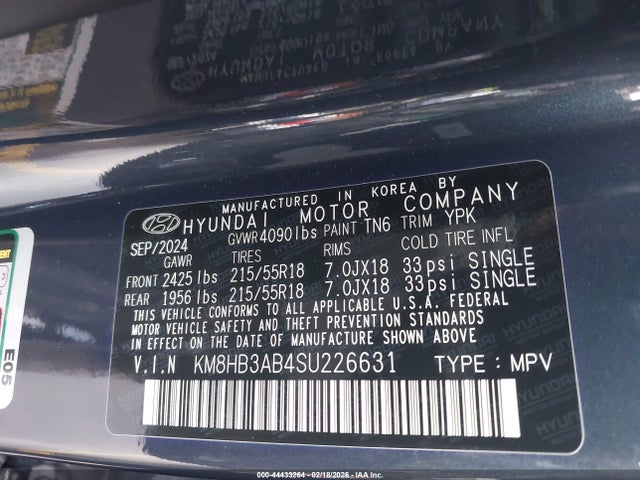 MANUFACTURED IN KOREA BY
HYUNDAI MOTOR COMPANY
SEP/2024 GVWR 4090lbs PAINT TN6 TRIM YPK
GAWR TIRES RIMS COLD TIRE INFL
FRONT 2425 lbs 215/55R18 7.0JX18 33psi SINGLE
REAR 1956 lbs 215/55R18 7.0JX18 33psi SINGLE
THIS VEHICLE CONFORMS TO ALL APPLICABLE U.S.A. FEDERAL
MOTOR VEHICLE SAFETY AND THEFT PREVENTION STANDARDS
IN EFFECT ON THE DATE OF MANUFACTURE SHOWN ABOVE
V.I.N KM8HB3AB4SU226631 TYPE : MPV
E05
000-44433264 - 02/18/2026 - IAA Inc.